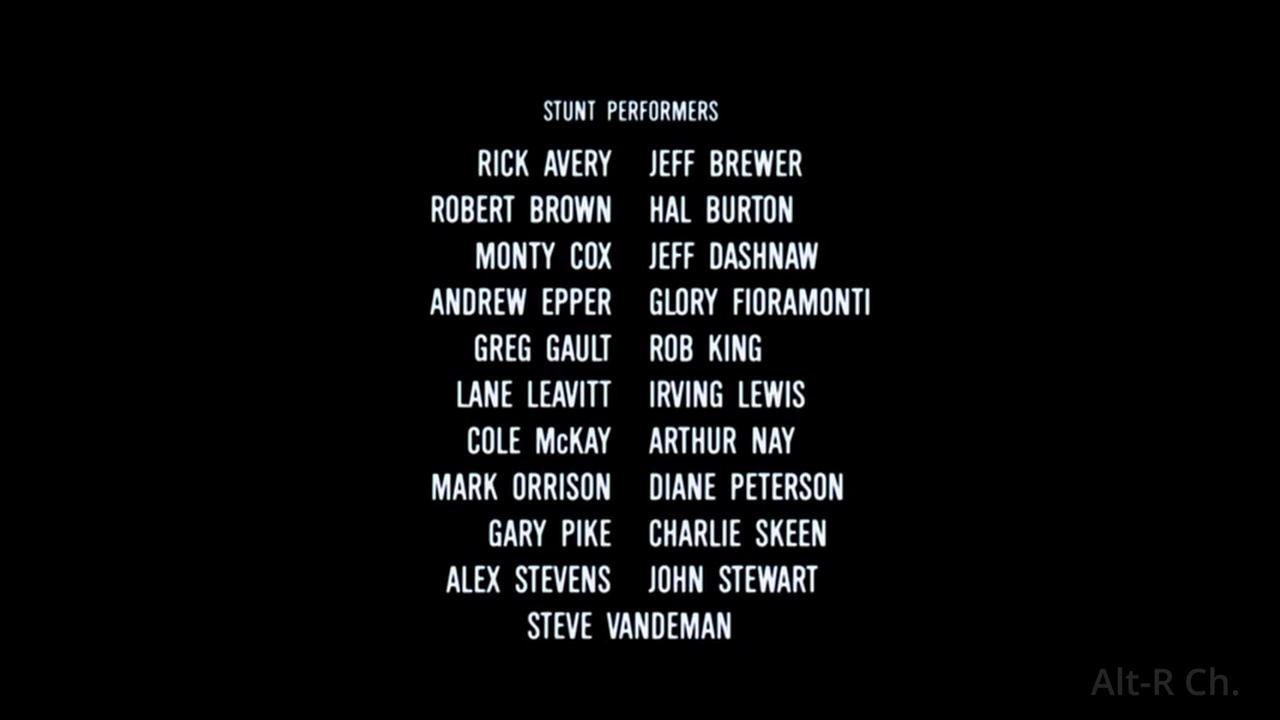 STUNT PERFORMERS
RICK AVERY JEFF BREWER
ROBERT BROWN HAL BURTON
MONTY COX JEFF DASHNAW
ANDREW EPPER GLORY FIORAMONTI
GREG GAULT ROB KING
LANE LEAVITT IRVING LEWIS
COLE McKAY ARTHUR NAY
MARK ORRISON DIANE PETERSON
GARY PIKE CHARLIE SKEEN
ALEX STEVENS JOHN STEWART
STEVE VANDEMAN
Alt-R Ch.